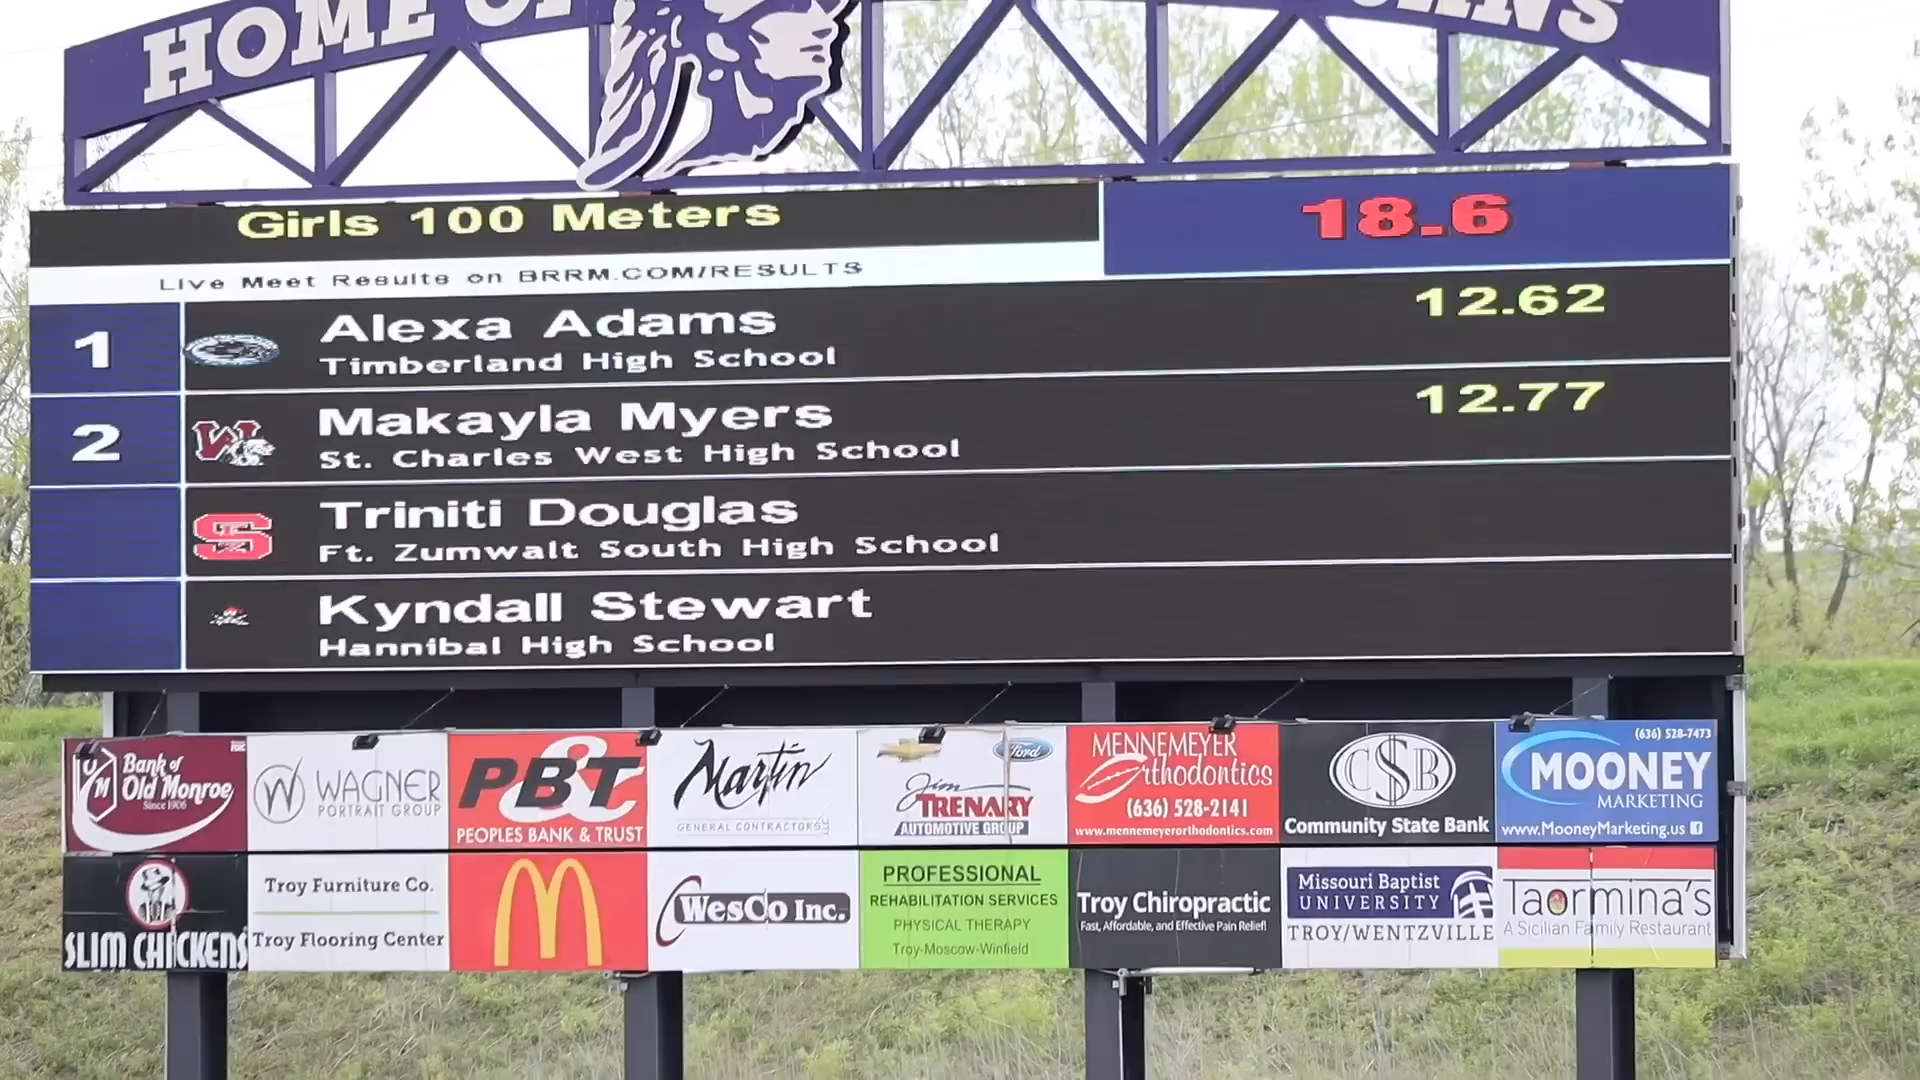 HOME OF
Girls 100 Meters
18.6
Live Meet Results on BRRM.COM/RESULTS
1
Alexa Adams
Timberland High School
12.62
2
Makayla Myers
St. Charles West High School
12.77
Triniti Douglas
Ft. Zumwalt South High School
Kyndall Stewart
Hannibal High School
Bank of
Old Monroe
Since 1906
WAGNER
PORTRAIT GROUP
PB&T
PEOPLES BANK & TRUST
Martin
GENERAL CONTRACTORS
Ford
Jim
TRENARY
AUTOMOTIVE GROUP
MENNEMEYER
Orthodontics
(636) 528-2141
www.mennemeyerorthodontics.com
CSB
Community State Bank
(636) 528-7473
MOONEY
MARKETING
www.MooneyMarketing.us
SLIM CHICKENS
Troy Furniture Co.
Troy Flooring Center
WesCo Inc.
PROFESSIONAL
REHABILITATION SERVICES
PHYSICAL THERAPY
Troy-Moscow-Winfield
Troy Chiropractic
Fast, Affordable, and Effective Pain Relief!
Missouri Baptist
UNIVERSITY
TROY/WENTZVILLE
Taormina's
A Sicilian Family Restaurant